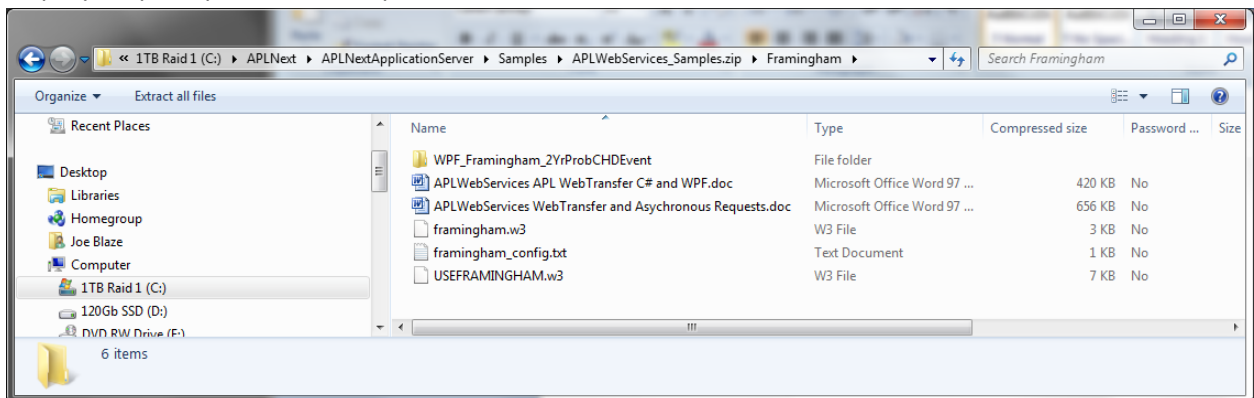 « 1TB Raid 1 (C:) ▸ APLNext ▸ APLNextApplicationServer ▸ Samples ▸ APLWebServices_Samples.zip ▸ Framingham ▸ Search Framingham
Organize Extract all files
Recent Places
Name Type Compressed size Password ... Size
WPF_Framingham_2YrProbCHDEvent File folder
Desktop
APLWebServices APL WebTransfer C# and WPF.doc Microsoft Office Word 97 ... 420 KB No
Libraries
APLWebServices WebTransfer and Asychronous Requests.doc Microsoft Office Word 97 ... 656 KB No
Homegroup
framingham.w3 W3 File 3 KB No
Joe Blaze
framingham_config.txt Text Document 1 KB No
Computer
USEFRAMINGHAM.w3 W3 File 7 KB No
1TB Raid 1 (C:)
120Gb SSD (D:)
DVD RW Drive (E:)
6 items